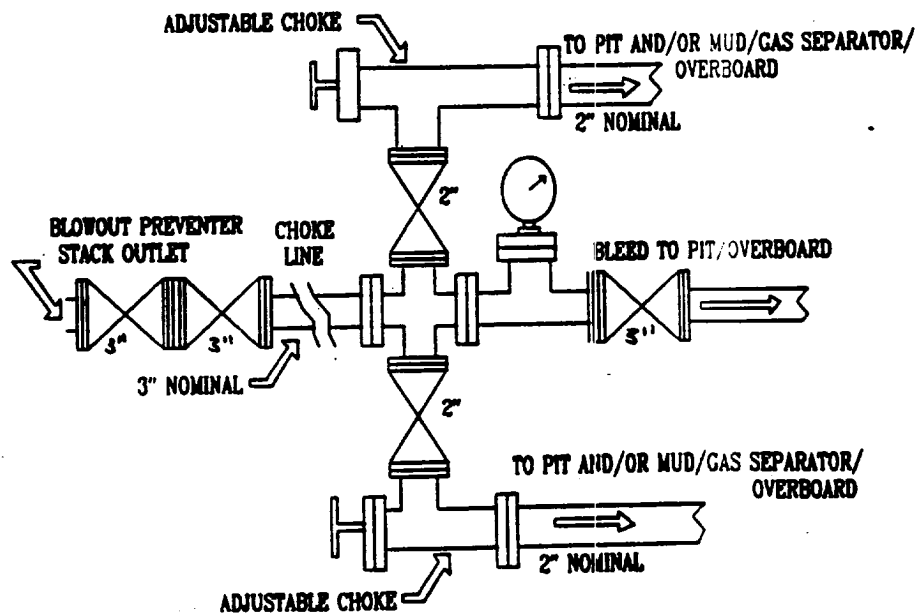 ADJUSTABLE CHOKE
TO PIT AND/OR MUD/GAS SEPARATOR/
OVERBOARD
2" NOMINAL
2"
BLOWOUT PREVENTER
STACK OUTLET
CHOKE
LINE
BLEED TO PIT/OVERBOARD
3"
3"
3"
3" NOMINAL
2"
TO PIT AND/OR MUD/GAS SEPARATOR/
OVERBOARD
2" NOMINAL
ADJUSTABLE CHOKE